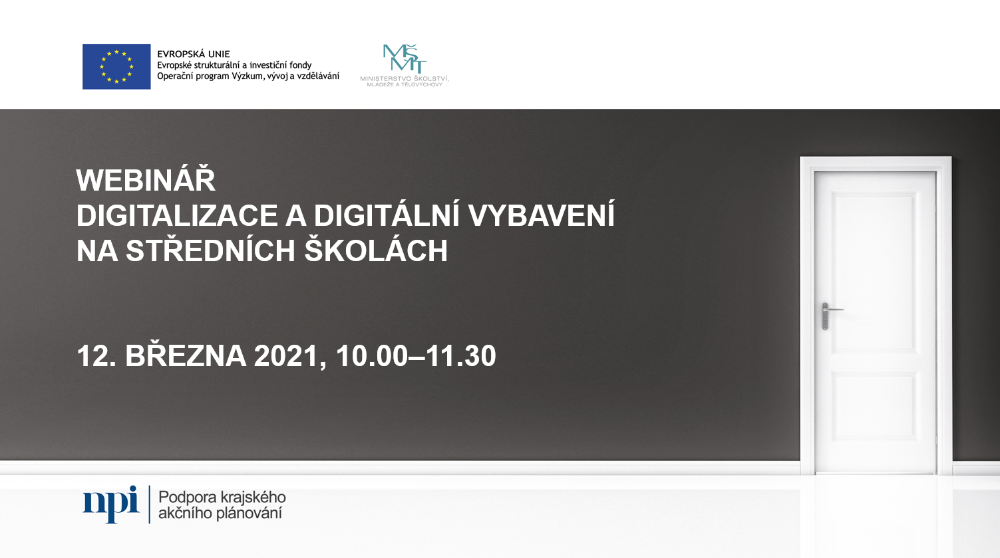 EVROPSKÁ UNIE
Evropské strukturální a investiční fondy
Operační program Výzkum, vývoj a vzdělávání
MŠMT
MINISTERSTVO ŠKOLSTVÍ,
MLÁDEŽE A TĚLOVÝCHOVY
WEBINÁŘ
DIGITALIZACE A DIGITÁLNÍ VYBAVENÍ
NA STŘEDNÍCH ŠKOLÁCH
12. BŘEZNA 2021, 10.00–11.30
npi
Podpora krajského
akčního plánování